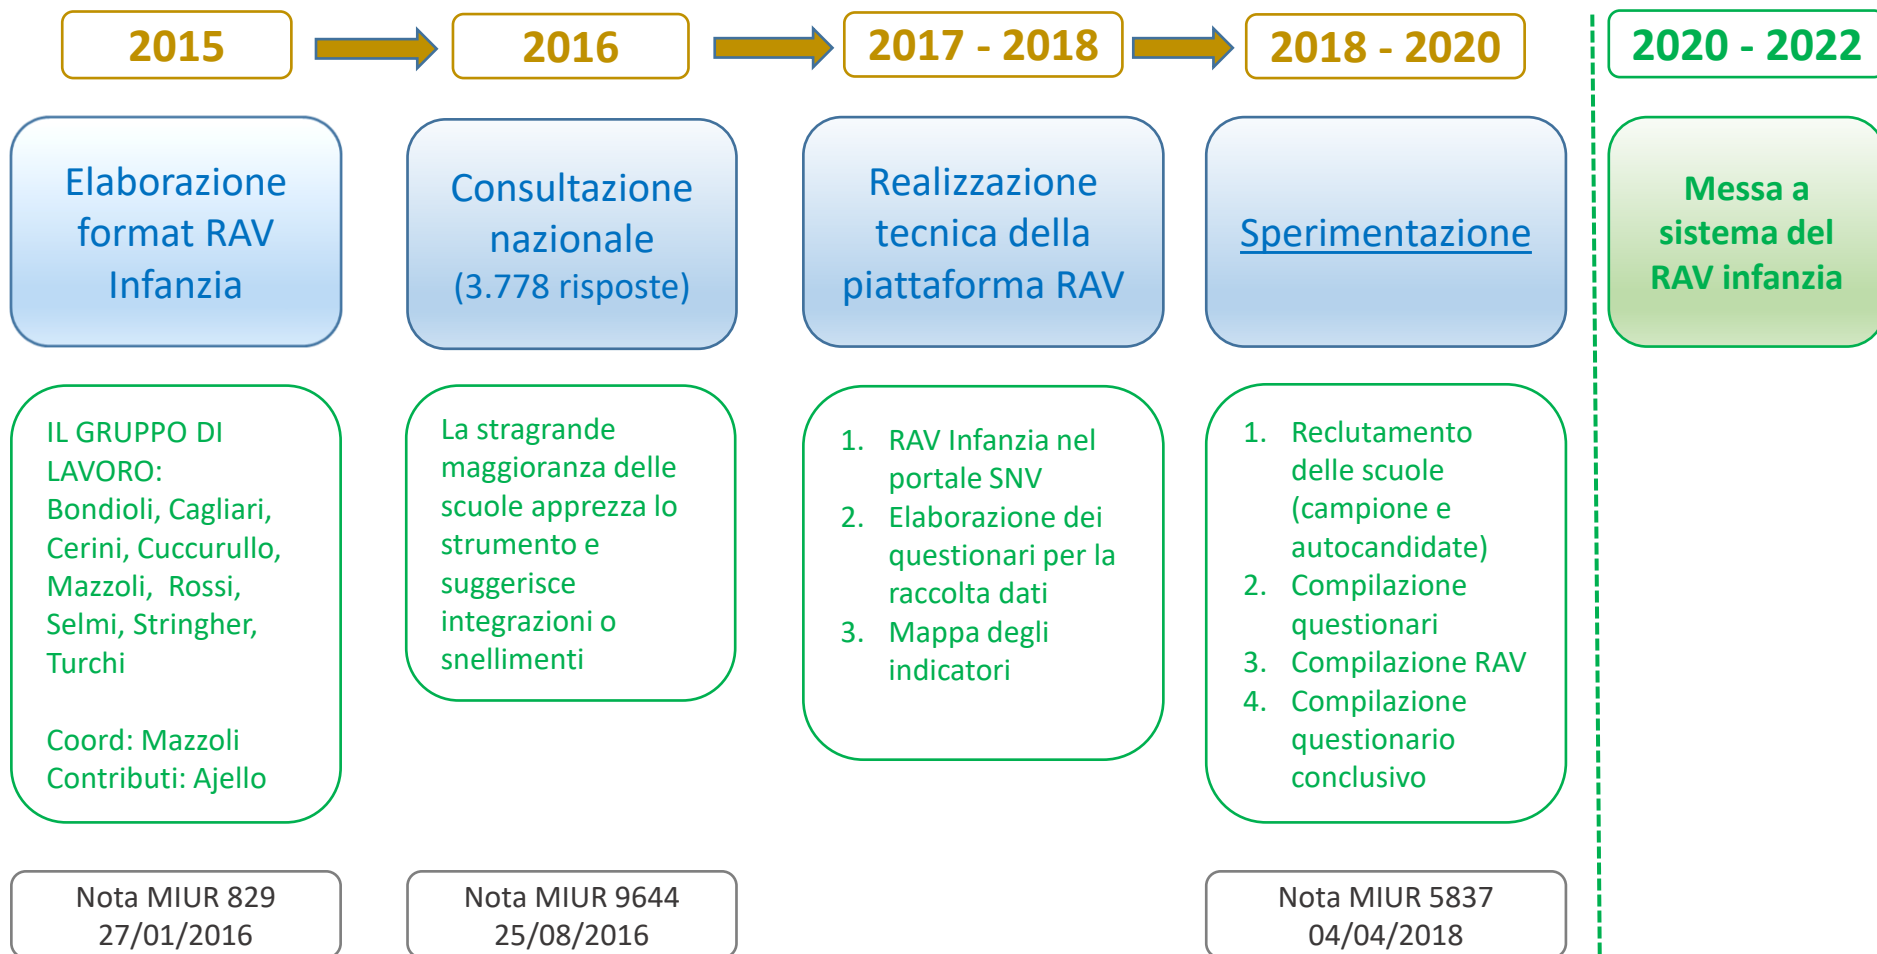 2015
2016
2017 - 2018
2018 - 2020
2020 - 2022
Elaborazione
format RAV
Infanzia
Consultazione
nazionale
(3.778 risposte)
Realizzazione
tecnica della
piattaforma RAV
Sperimentazione
Messa a
sistema del
RAV infanzia
IL GRUPPO DI
LAVORO:
Bondioli, Cagliari,
Cerini, Cuccurullo,
Mazzoli, Rossi,
Selmi, Stringher,
Turchi
Coord: Mazzoli
Contributi: Ajello
La stragrande
maggioranza delle
scuole apprezza lo
strumento e
suggerisce
integrazioni o
snellimenti
1. RAV Infanzia nel
portale SNV
2. Elaborazione dei
questionari per la
raccolta dati
3. Mappa degli
indicatori
1. Reclutamento
delle scuole
(campione e
autocandidate)
2. Compilazione
questionari
3. Compilazione RAV
4. Compilazione
questionario
conclusivo
Nota MIUR 829
27/01/2016
Nota MIUR 9644
25/08/2016
Nota MIUR 5837
04/04/2018